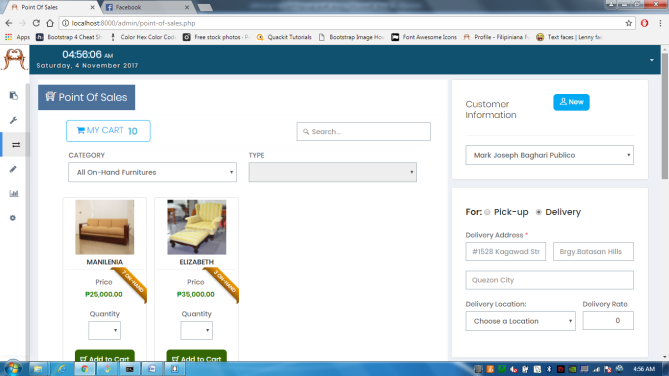 Point Of Sales
Facebook
localhost:8000/admin/point-of-sales.php
Apps
Bootstrap 4 Cheat Sh
Color Hex Color Cod
Free stock photos
Quackit Tutorials
Bootstrap Image Hov
Font Awesome Icons
Profile - Filipiniana Fu
Text faces | Lenny fac
04:56:06 AM
Saturday, 4 November 2017
Point Of Sales
MY CART 10
Search...
CATEGORY
TYPE
All On-Hand Furnitures
MANILENIA
7 ON-HAND
Price
₱25,000.00
Quantity
Add to Cart
ELIZABETH
3 ON-HAND
Price
₱35,000.00
Quantity
Add to Cart
Customer
Information
New
Mark Joseph Baghari Publico
For: Pick-up Delivery
Delivery Address *
#1528 Kagawad Str
Brgy.Batasan Hills
Quezon City
Delivery Location:
Delivery Rate
Choose a Location
0
4:56 AM